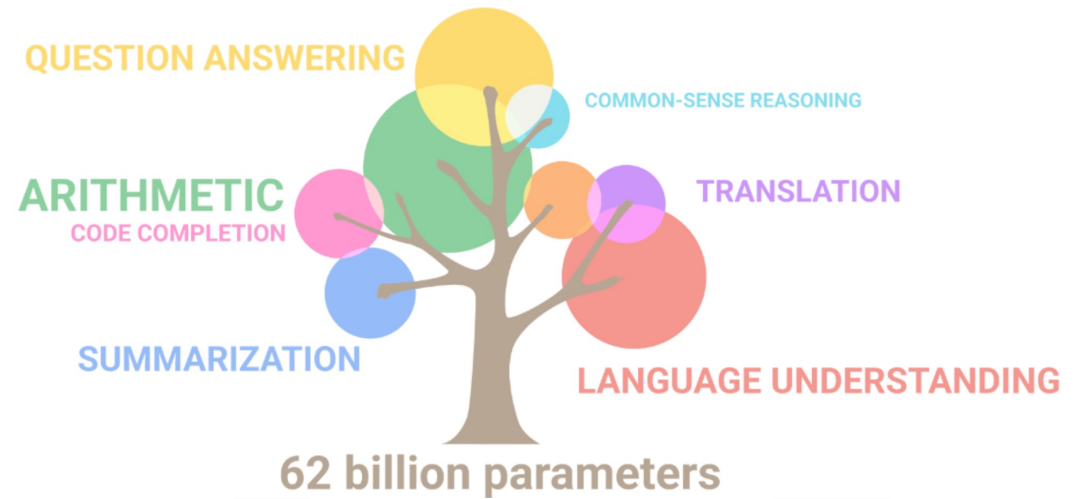 QUESTION ANSWERING
COMMON-SENSE REASONING
ARITHMETIC
CODE COMPLETION
TRANSLATION
SUMMARIZATION
LANGUAGE UNDERSTANDING
62 billion parameters